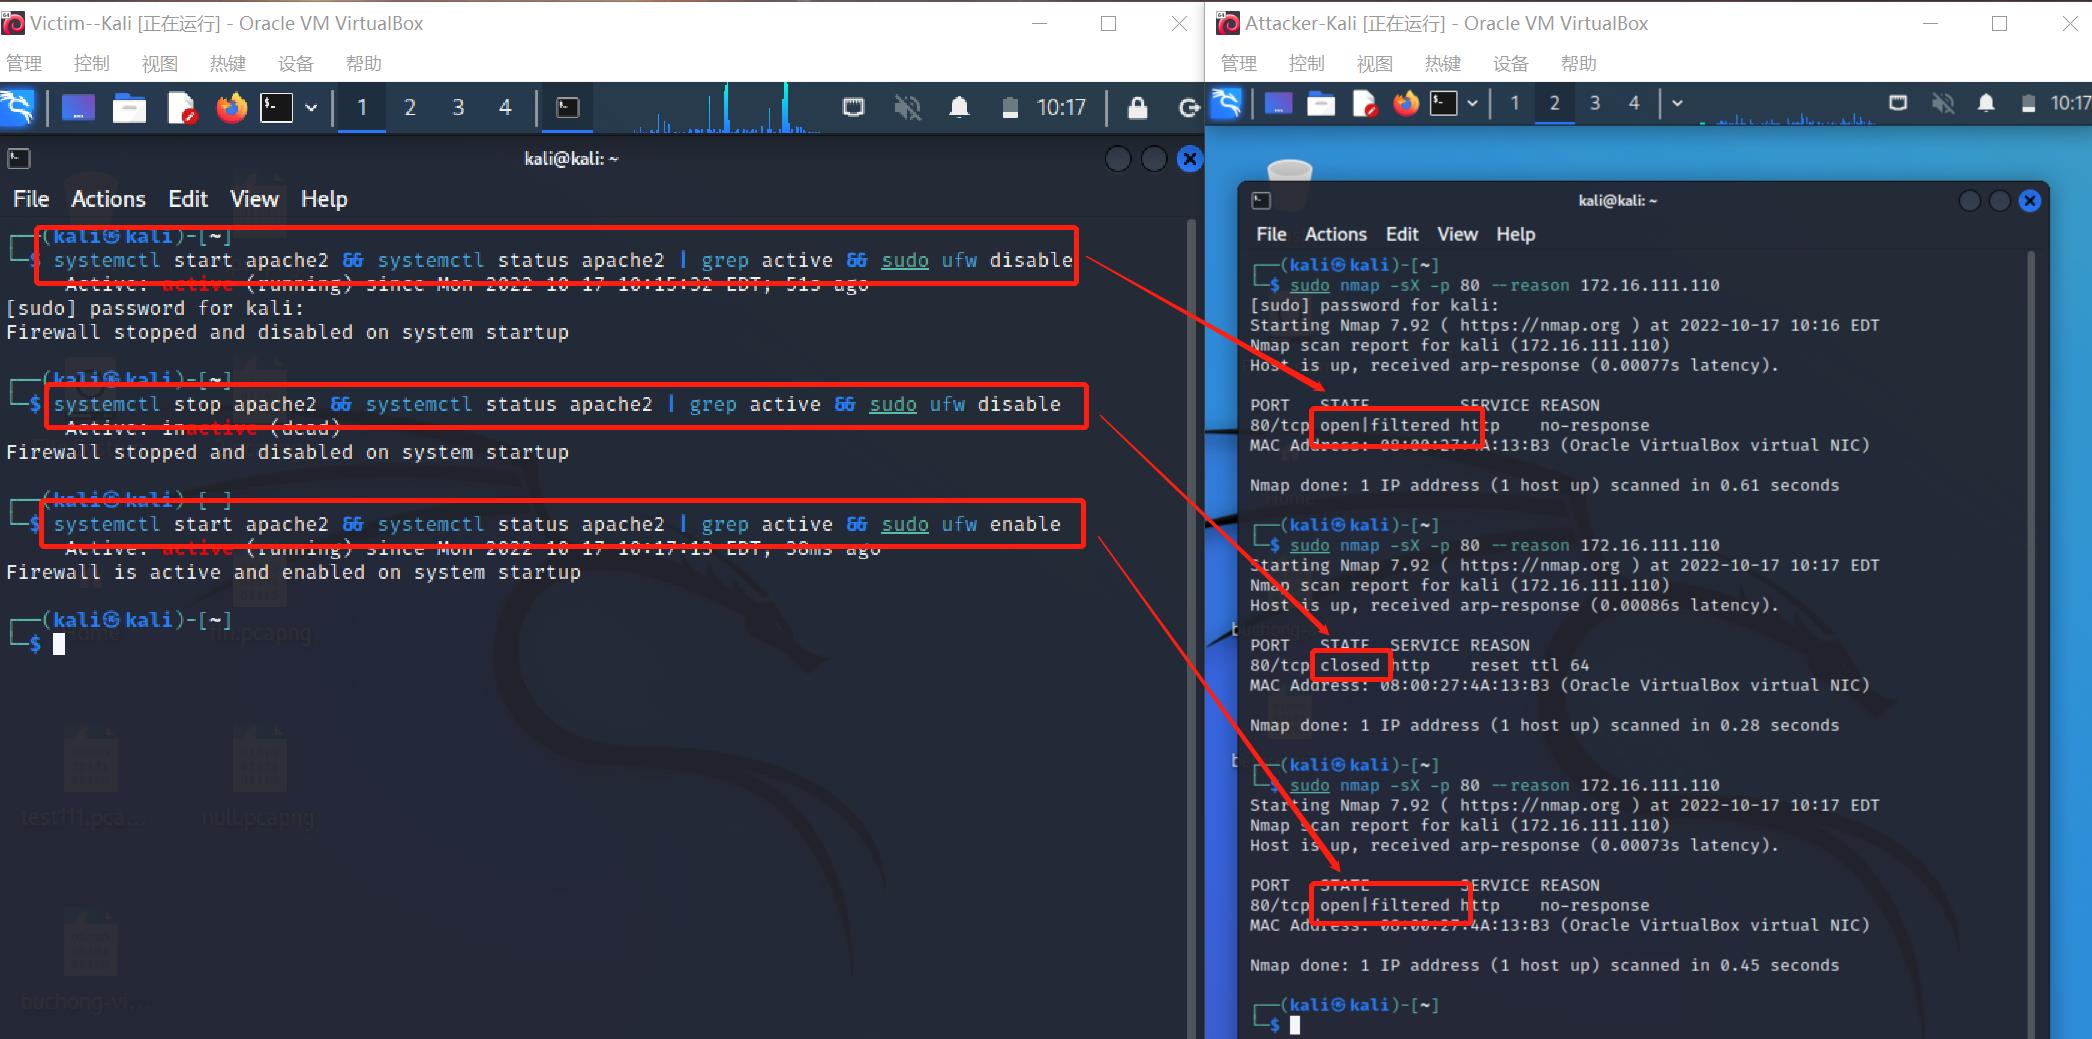 Victim--Kali [正在运行] - Oracle VM VirtualBox
管理 控制 视图 热键 设备 帮助
1 2 3 4 10:17
kali@kali: ~
File Actions Edit View Help
(kali㉿kali)-[~]
$ systemctl start apache2 && systemctl status apache2 | grep active && sudo ufw disable
Active: active (running) since Mon 2022-10-17 10:15:32 EDT; 51s ago
[sudo] password for kali:
Firewall stopped and disabled on system startup
(kali㉿kali)-[~]
$ systemctl stop apache2 && systemctl status apache2 | grep active && sudo ufw disable
Active: inactive (dead)
Firewall stopped and disabled on system startup
(kali㉿kali)-[~]
$ systemctl start apache2 && systemctl status apache2 | grep active && sudo ufw enable
Active: active (running) since Mon 2022-10-17 10:17:13 EDT; 38ms ago
Firewall is active and enabled on system startup
(kali㉿kali)-[~]
$
Home
fin.pcapng
test111.pca...
null.pcapng
buchong-vi...
Attacker-Kali [正在运行] - Oracle VM VirtualBox
管理 控制 视图 热键 设备 帮助
1 2 3 4 10:17
kali@kali: ~
File Actions Edit View Help
(kali㉿kali)-[~]
$ sudo nmap -sX -p 80 --reason 172.16.111.110
[sudo] password for kali:
Starting Nmap 7.92 ( https://nmap.org ) at 2022-10-17 10:16 EDT
Nmap scan report for kali (172.16.111.110)
Host is up, received arp-response (0.00077s latency).
PORT STATE SERVICE REASON
80/tcp open|filtered http no-response
MAC Address: 08:00:27:4A:13:B3 (Oracle VirtualBox virtual NIC)
Nmap done: 1 IP address (1 host up) scanned in 0.61 seconds
(kali㉿kali)-[~]
$ sudo nmap -sX -p 80 --reason 172.16.111.110
Starting Nmap 7.92 ( https://nmap.org ) at 2022-10-17 10:17 EDT
Nmap scan report for kali (172.16.111.110)
Host is up, received arp-response (0.00086s latency).
PORT STATE SERVICE REASON
80/tcp closed http reset ttl 64
MAC Address: 08:00:27:4A:13:B3 (Oracle VirtualBox virtual NIC)
Nmap done: 1 IP address (1 host up) scanned in 0.28 seconds
(kali㉿kali)-[~]
$ sudo nmap -sX -p 80 --reason 172.16.111.110
Starting Nmap 7.92 ( https://nmap.org ) at 2022-10-17 10:17 EDT
Nmap scan report for kali (172.16.111.110)
Host is up, received arp-response (0.00073s latency).
PORT STATE SERVICE REASON
80/tcp open|filtered http no-response
MAC Address: 08:00:27:4A:13:B3 (Oracle VirtualBox virtual NIC)
Nmap done: 1 IP address (1 host up) scanned in 0.45 seconds
(kali㉿kali)-[~]
$